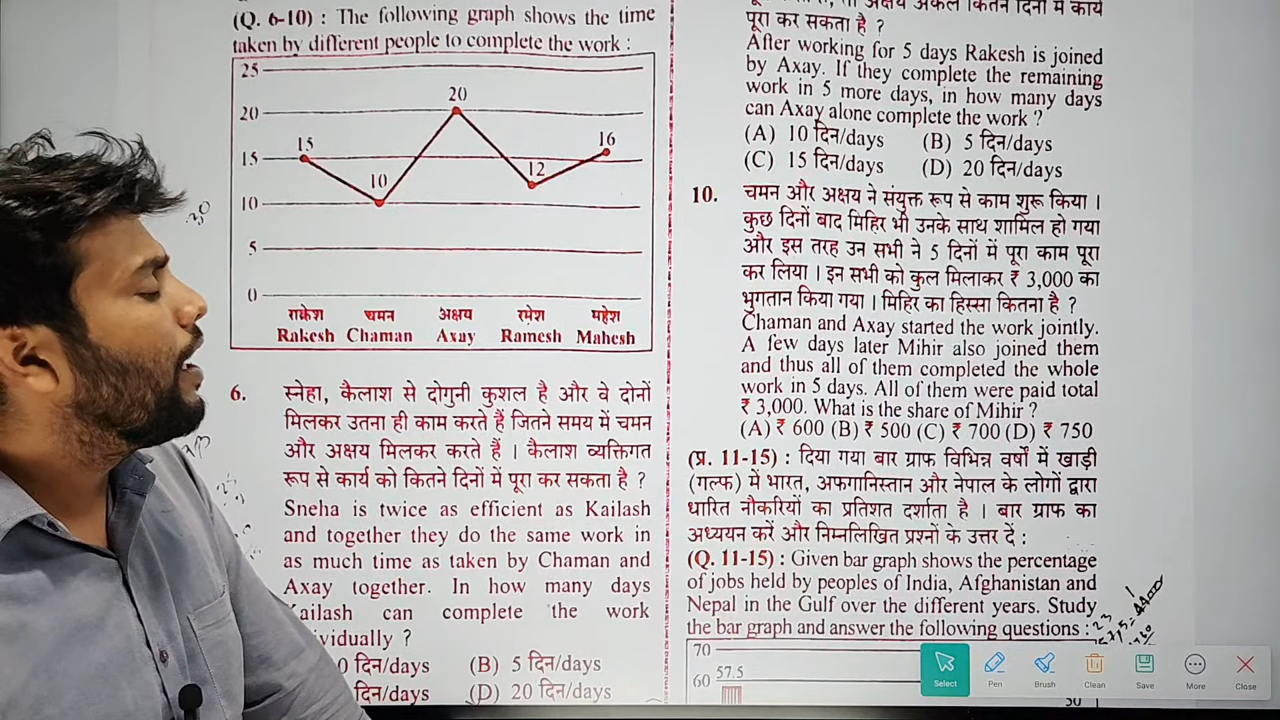 (Q. 6-10) : The following graph shows the time
taken by different people to complete the work :
25
20
15
10
5
0
15
10
20
12
16
राकेश चमन अक्षय रमेश महेश
Rakesh Chaman Axay Ramesh Mahesh
6. स्नेहा, कैलाश से दोगुनी कुशल है और वे दोनों
मिलकर उतना ही काम करते हैं जितने समय में चमन
और अक्षय मिलकर करते हैं । कैलाश व्यक्तिगत
रूप से कार्य को कितने दिनों में पूरा कर सकता है ?
Sneha is twice as efficient as Kailash
and together they do the same work in
as much time as taken by Chaman and
Axay together. In how many days
Kailash can complete the work
ividually ?
0 दिन/days (B) 5 दिन/days
दिन/days (D) 20 दिन/days
अक्षय अकेले कितने दिनों में कार्य
पूरा कर सकता है ?
After working for 5 days Rakesh is joined
by Axay. If they complete the remaining
work in 5 more days, in how many days
can Axay alone complete the work ?
(A) 10 दिन/days (B) 5 दिन/days
(C) 15 दिन/days (D) 20 दिन/days
10. चमन और अक्षय ने संयुक्त रूप से काम शुरू किया ।
कुछ दिनों बाद मिहिर भी उनके साथ शामिल हो गया
और इस तरह उन सभी ने 5 दिनों में पूरा काम पूरा
कर लिया । इन सभी को कुल मिलाकर ₹ 3,000 का
भुगतान किया गया । मिहिर का हिस्सा कितना है ?
Chaman and Axay started the work jointly.
A few days later Mihir also joined them
and thus all of them completed the whole
work in 5 days. All of them were paid total
₹ 3,000. What is the share of Mihir ?
(A) ₹ 600 (B) ₹ 500 (C) ₹ 700 (D) ₹ 750
(प्र. 11-15) : दिया गया बार ग्राफ विभिन्न वर्षों में खाड़ी
(गल्फ) में भारत, अफगानिस्तान और नेपाल के लोगों द्वारा
धारित नौकरियों का प्रतिशत दर्शाता है । बार ग्राफ का
अध्ययन करें और निम्नलिखित प्रश्नों के उत्तर दें :
(Q. 11-15) : Given bar graph shows the percentage
of jobs held by peoples of India, Afghanistan and
Nepal in the Gulf over the different years. Study
the bar graph and answer the following questions :
70
60 57.5
50
Select Pen Brush Clean Save More Close